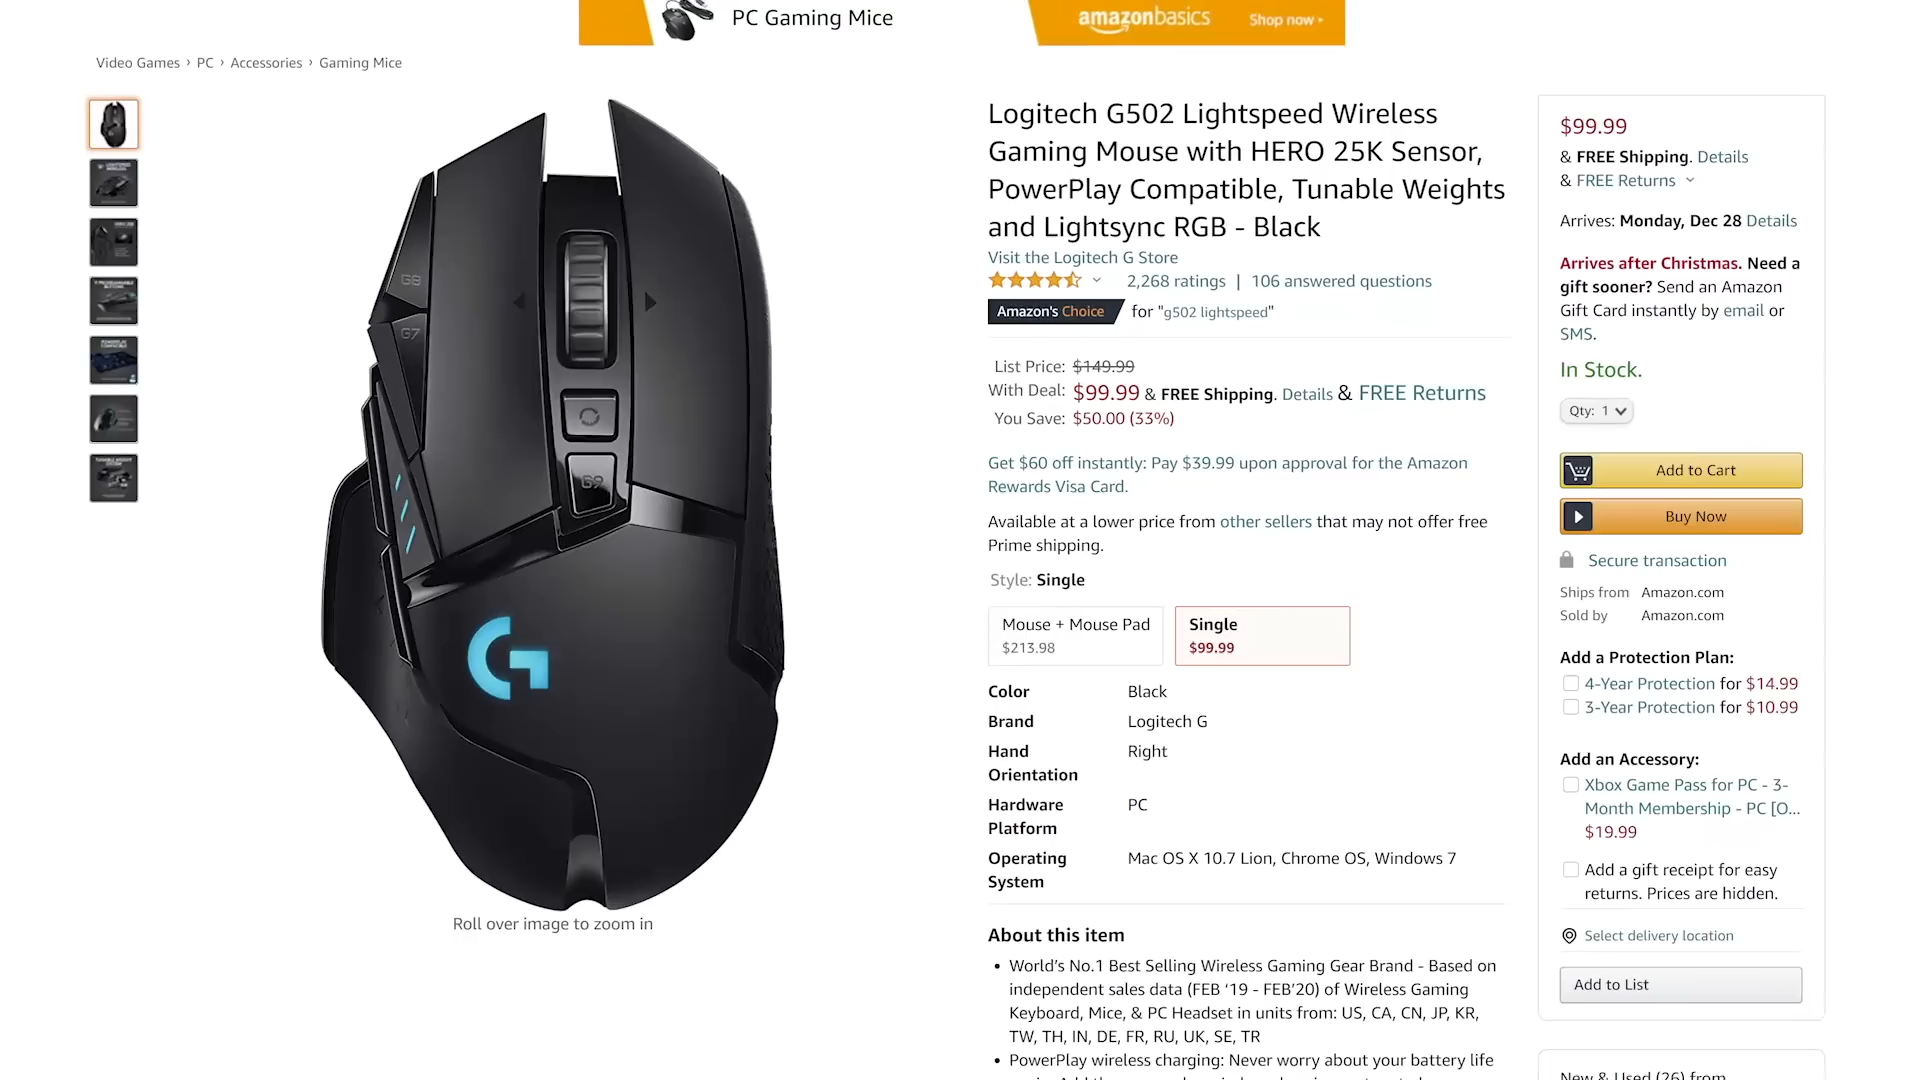 PC Gaming Mice
amazonbasics
Shop now ▸
Video Games › PC › Accessories › Gaming Mice
G8
G7
G9
G
Roll over image to zoom in
Logitech G502 Lightspeed Wireless
Gaming Mouse with HERO 25K Sensor,
PowerPlay Compatible, Tunable Weights
and Lightsync RGB - Black
Visit the Logitech G Store
2,268 ratings | 106 answered questions
Amazon's Choice for "g502 lightspeed"
List Price: $149.99
With Deal: $99.99 & FREE Shipping. Details & FREE Returns
You Save: $50.00 (33%)
Get $60 off instantly: Pay $39.99 upon approval for the Amazon
Rewards Visa Card.
Available at a lower price from other sellers that may not offer free
Prime shipping.
Style: Single
Mouse + Mouse Pad
$213.98
Single
$99.99
Color Black
Brand Logitech G
Hand Orientation Right
Hardware Platform PC
Operating System Mac OS X 10.7 Lion, Chrome OS, Windows 7
About this item
• World's No.1 Best Selling Wireless Gaming Gear Brand - Based on
independent sales data (FEB '19 - FEB'20) of Wireless Gaming
Keyboard, Mice, & PC Headset in units from: US, CA, CN, JP, KR,
TW, TH, IN, DE, FR, RU, UK, SE, TR
• PowerPlay wireless charging: Never worry about your battery life
$99.99
& FREE Shipping. Details
& FREE Returns
Arrives: Monday, Dec 28 Details
Arrives after Christmas. Need a
gift sooner? Send an Amazon
Gift Card instantly by email or
SMS.
In Stock.
Qty: 1
Add to Cart
Buy Now
Secure transaction
Ships from Amazon.com
Sold by Amazon.com
Add a Protection Plan:
4-Year Protection for $14.99
3-Year Protection for $10.99
Add an Accessory:
Xbox Game Pass for PC - 3-
Month Membership - PC [O...
$19.99
Add a gift receipt for easy
returns. Prices are hidden.
Select delivery location
Add to List
New & Used (26) from